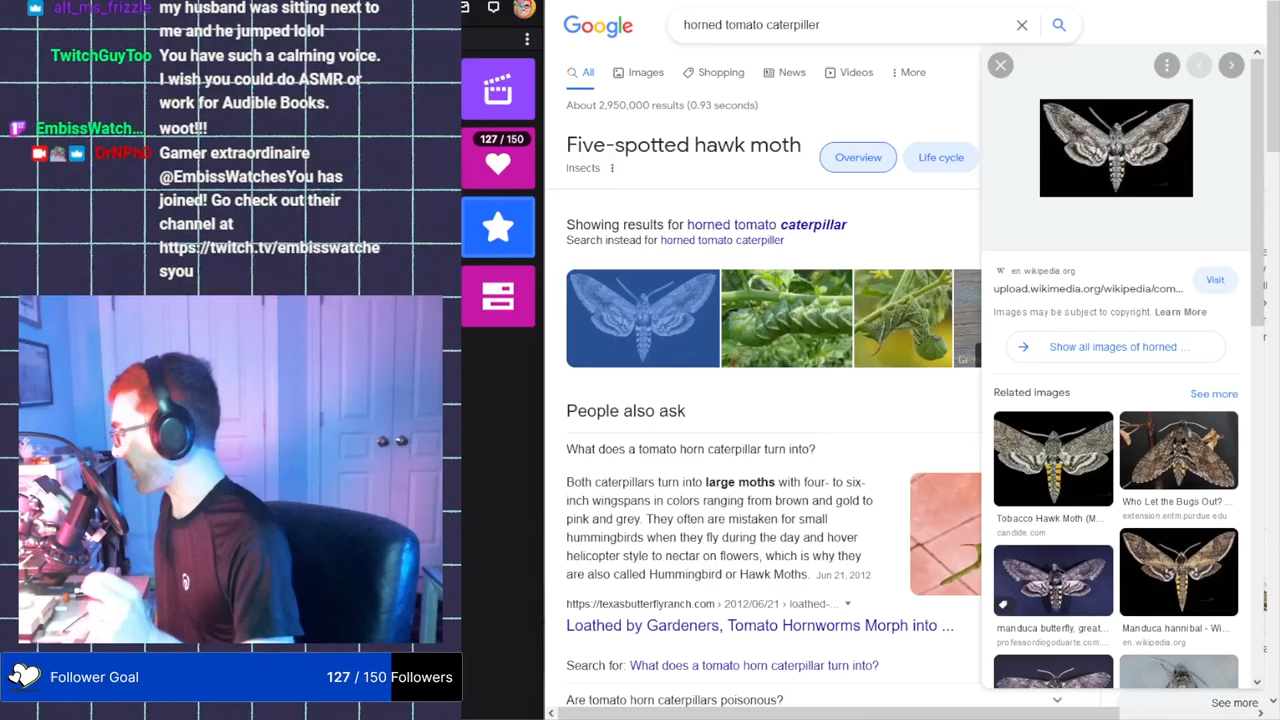 alt_ms_frizzle my husband was sitting next to
me and he jumped lolol
TwitchGuyToo You have such a calming voice.
I wish you could do ASMR or
work for Audible Books.
EmbissWatch... woot!!!
DrNPhD Gamer extraordinaire
@EmbissWatchesYou has
joined! Go check out their
channel at
https://twitch.tv/embisswatche
syou
127 / 150
Follower Goal 127 / 150 Followers
Google
horned tomato caterpiller
All Images Shopping News Videos More
About 2,950,000 results (0.93 seconds)
Five-spotted hawk moth
Insects
Overview Life cycle
Showing results for horned tomato caterpillar
Search instead for horned tomato caterpiller
People also ask
What does a tomato horn caterpillar turn into?
Both caterpillars turn into large moths with four- to six-
inch wingspans in colors ranging from brown and gold to
pink and grey. They often are mistaken for small
hummingbirds when they fly during the day and hover
helicopter style to nectar on flowers, which is why they
are also called Hummingbird or Hawk Moths. Jun 21, 2012
https://texasbutterflyranch.com › 2012/06/21 › loathed-...
Loathed by Gardeners, Tomato Hornworms Morph into ...
Search for: What does a tomato horn caterpillar turn into?
Are tomato horn caterpillars poisonous?
W en.wikipedia.org
upload.wikimedia.org/wikipedia/com...
Visit
Images may be subject to copyright. Learn More
Show all images of horned ...
Related images See more
Tobacco Hawk Moth (M...
candide.com
Who Let the Bugs Out? ...
extension.entm.purdue.edu
manduca butterfly, great...
professordiogoduarte.com...
Manduca hannibal - Wi...
en.wikipedia.org
See more